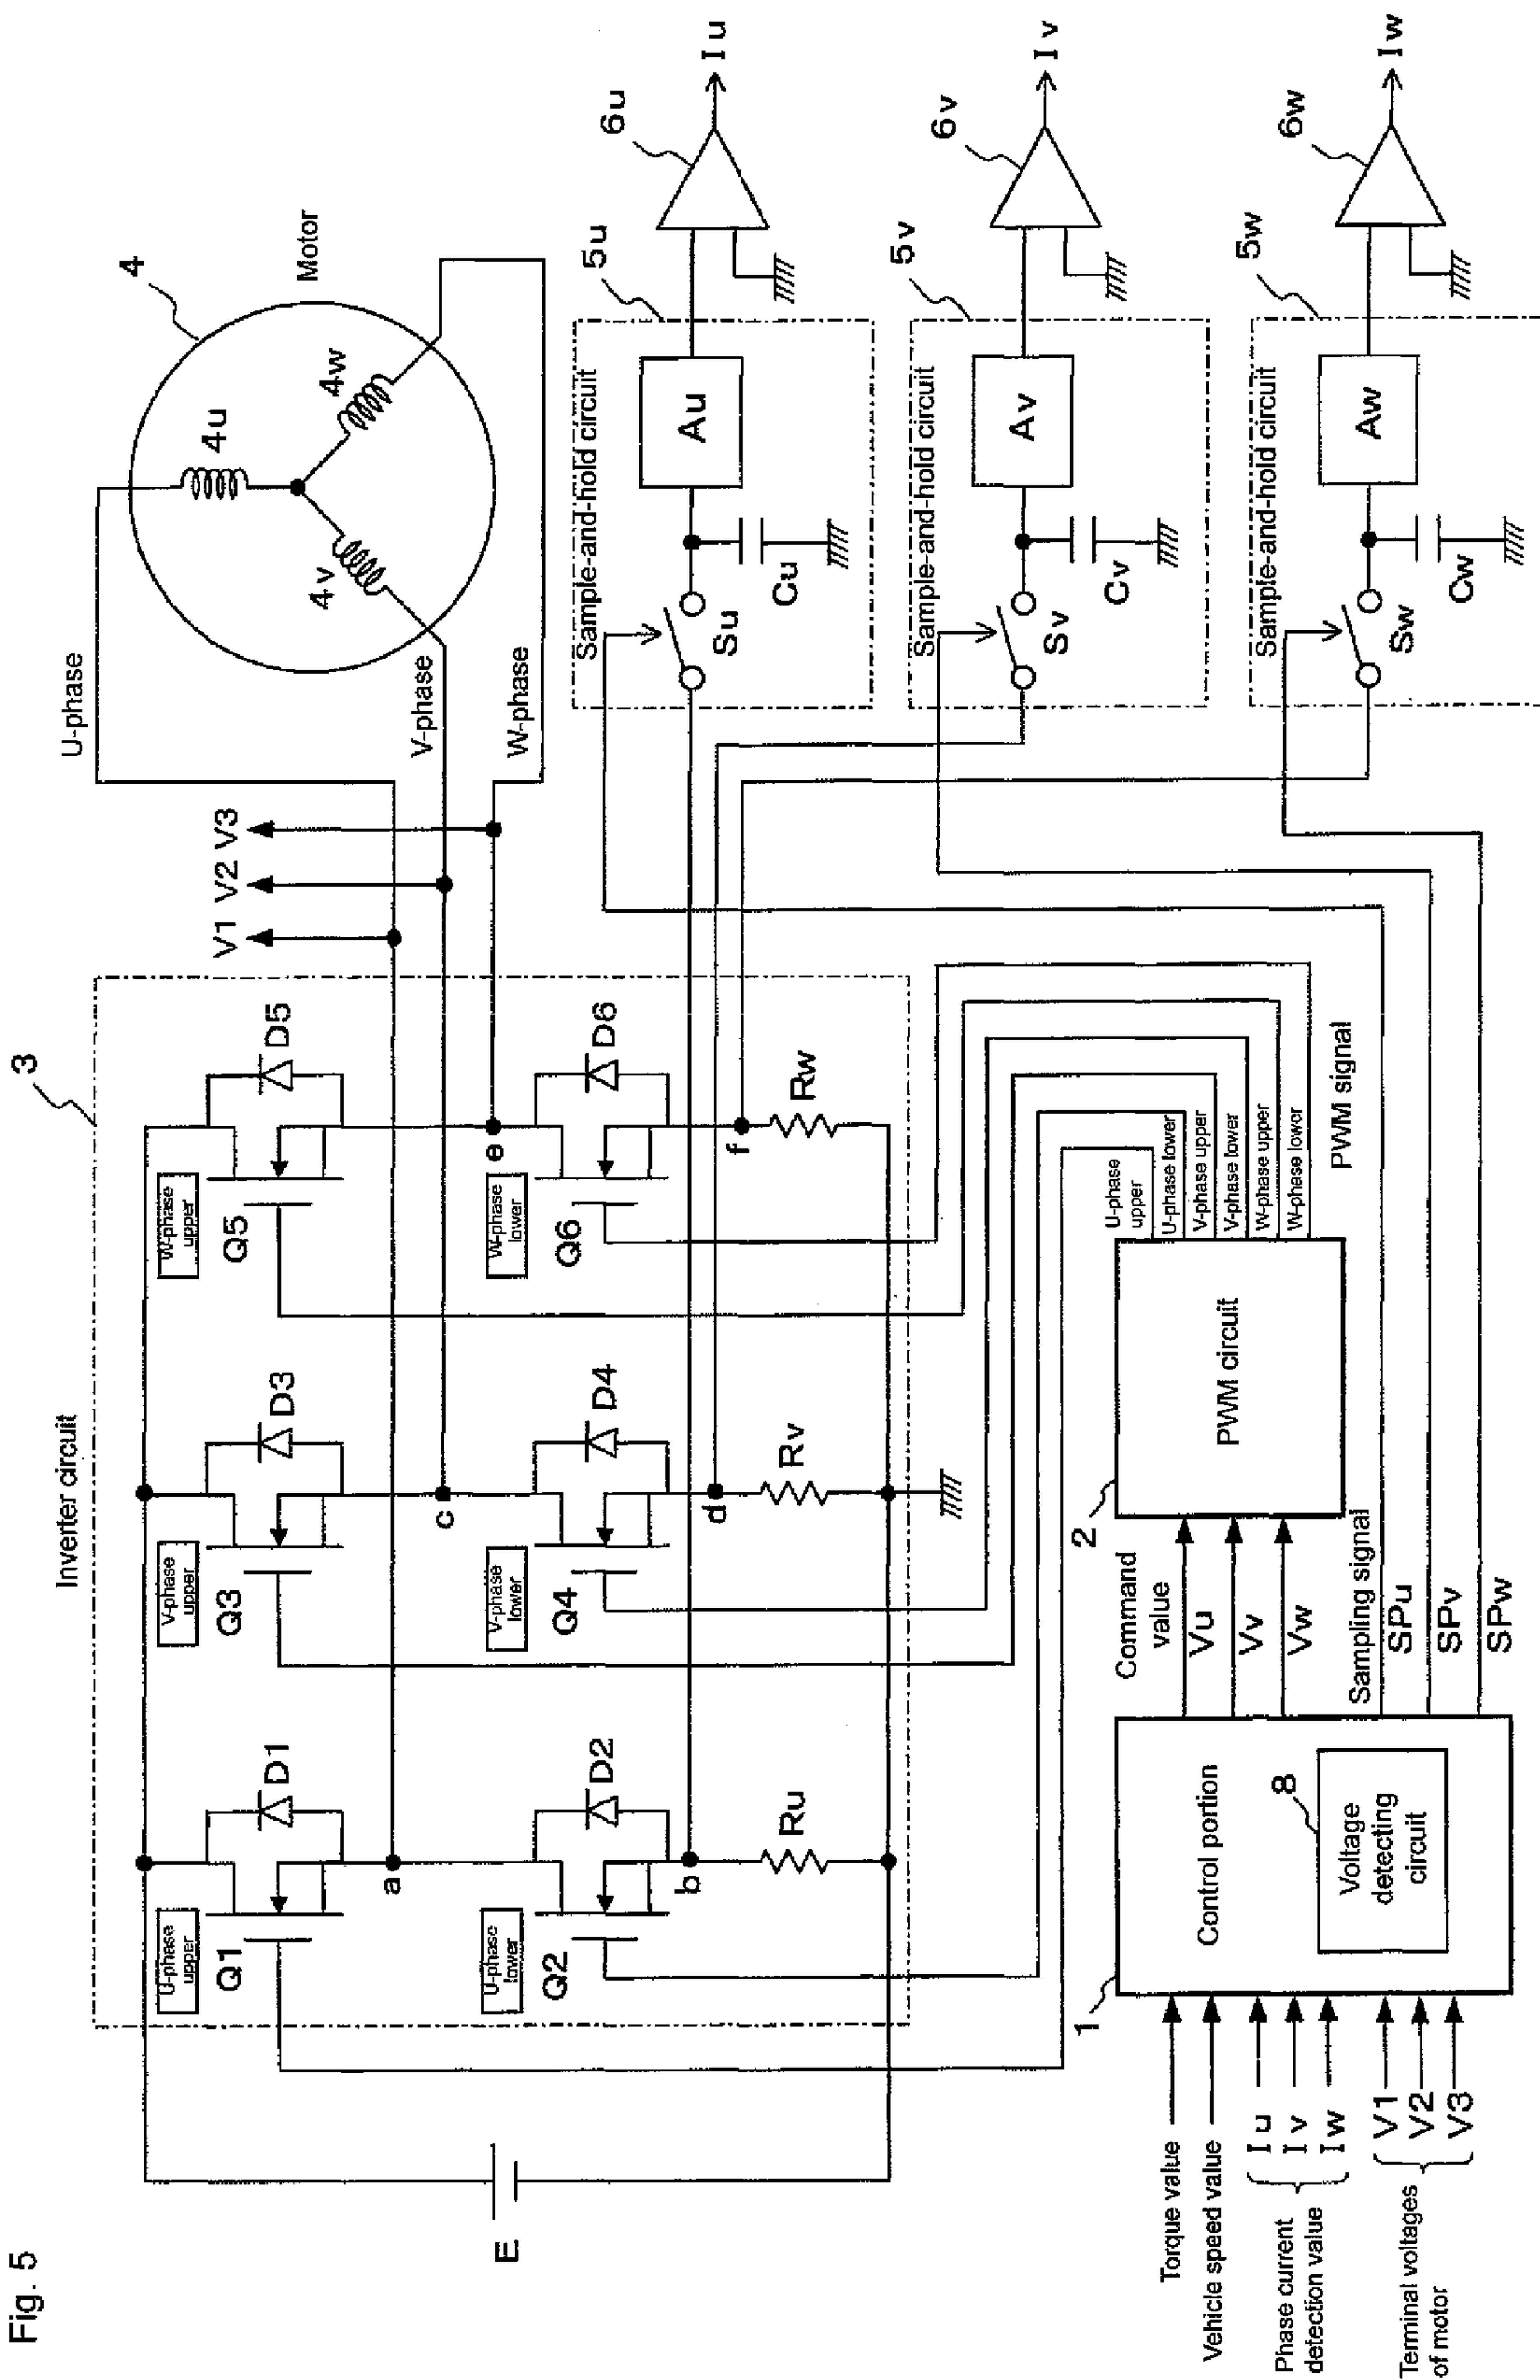 Fig. 5
Inverter circuit
3
E
U-phase
upper
Q1
D1
V-phase
upper
Q3
D3
W-phase
upper
Q5
D5
a
c
e
U-phase
lower
Q2
D2
V-phase
lower
Q4
D4
W-phase
lower
Q6
D6
b
d
f
Ru
Rv
Rw
V1
V2
V3
U-phase
V-phase
W-phase
4
Motor
4u
4v
4w
Sample-and-hold circuit
5u
Su
Cu
Au
6u
Iu
Sample-and-hold circuit
5v
Sv
Cv
Av
6v
Iv
Sample-and-hold circuit
5w
Sw
Cw
Aw
6w
Iw
Torque value
Vehicle speed value
Phase current
detection value
Iu
Iv
Iw
Terminal voltages
of motor
V1
V2
V3
1
Control portion
8
Voltage
detecting
circuit
Command
value
Vu
Vv
Vw
Sampling signal
SPu
SPv
SPw
2
PWM circuit
U-phase
upper
U-phase lower
V-phase upper
V-phase lower
W-phase upper
W-phase lower
PWM signal